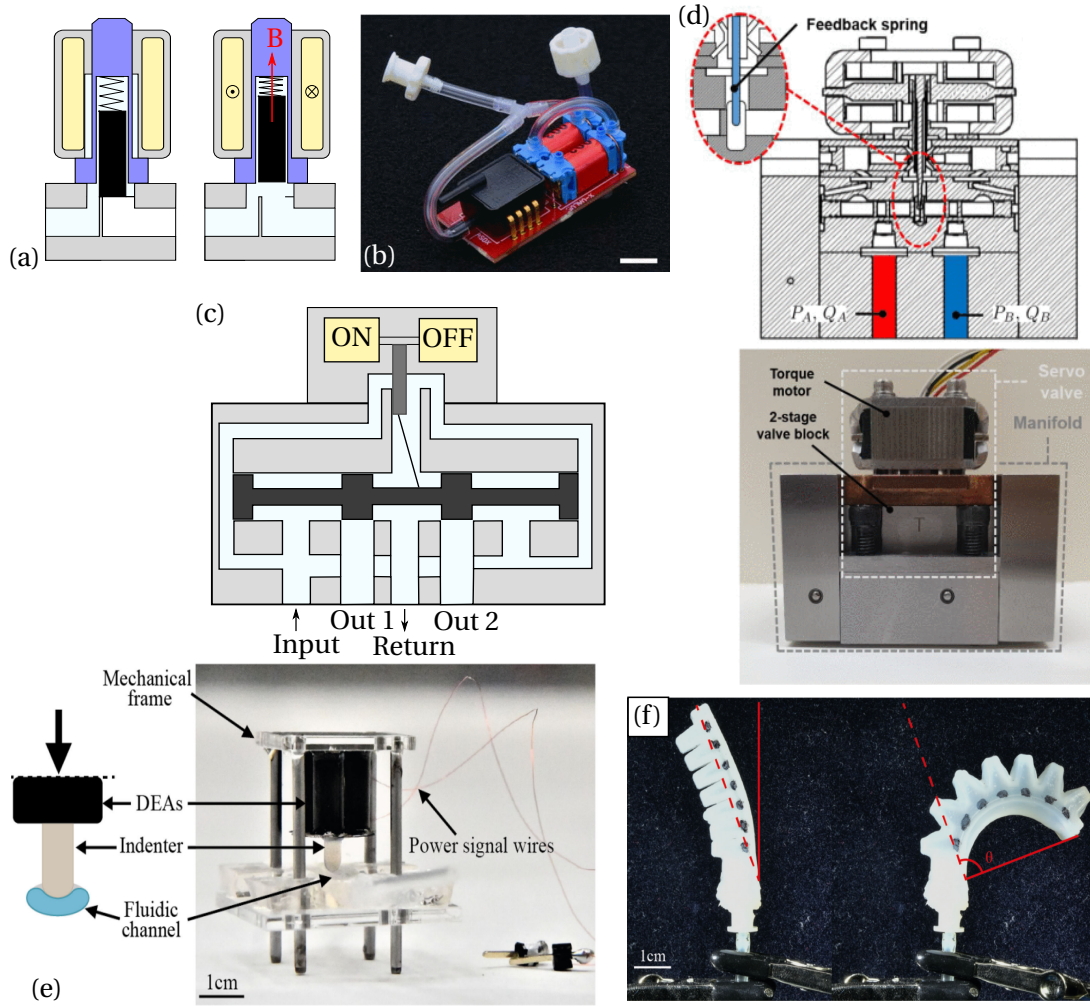 (a)
B
(b)
(c)
ON
OFF
Out 1
Out 2
Input
Return
(d)
Feedback spring
P_A, Q_A
P_B, Q_B
Torque
motor
2-stage
valve block
Servo
valve
Manifold
T
Mechanical
frame
DEAs
Indenter
Power signal wires
Fluidic
channel
1cm
(e)
(f)
θ
1cm